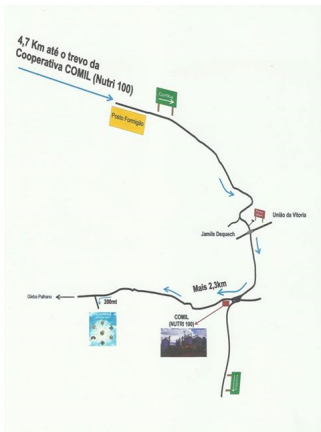 4,7 Km até o trevo da
Cooperativa COMIL (Nutri 100)
Posto Formigão
União da Vitoria
Jamile Dequech
Mais 2,3km
Gleba Palhano
200mt
COMIL
(NUTRI 100)